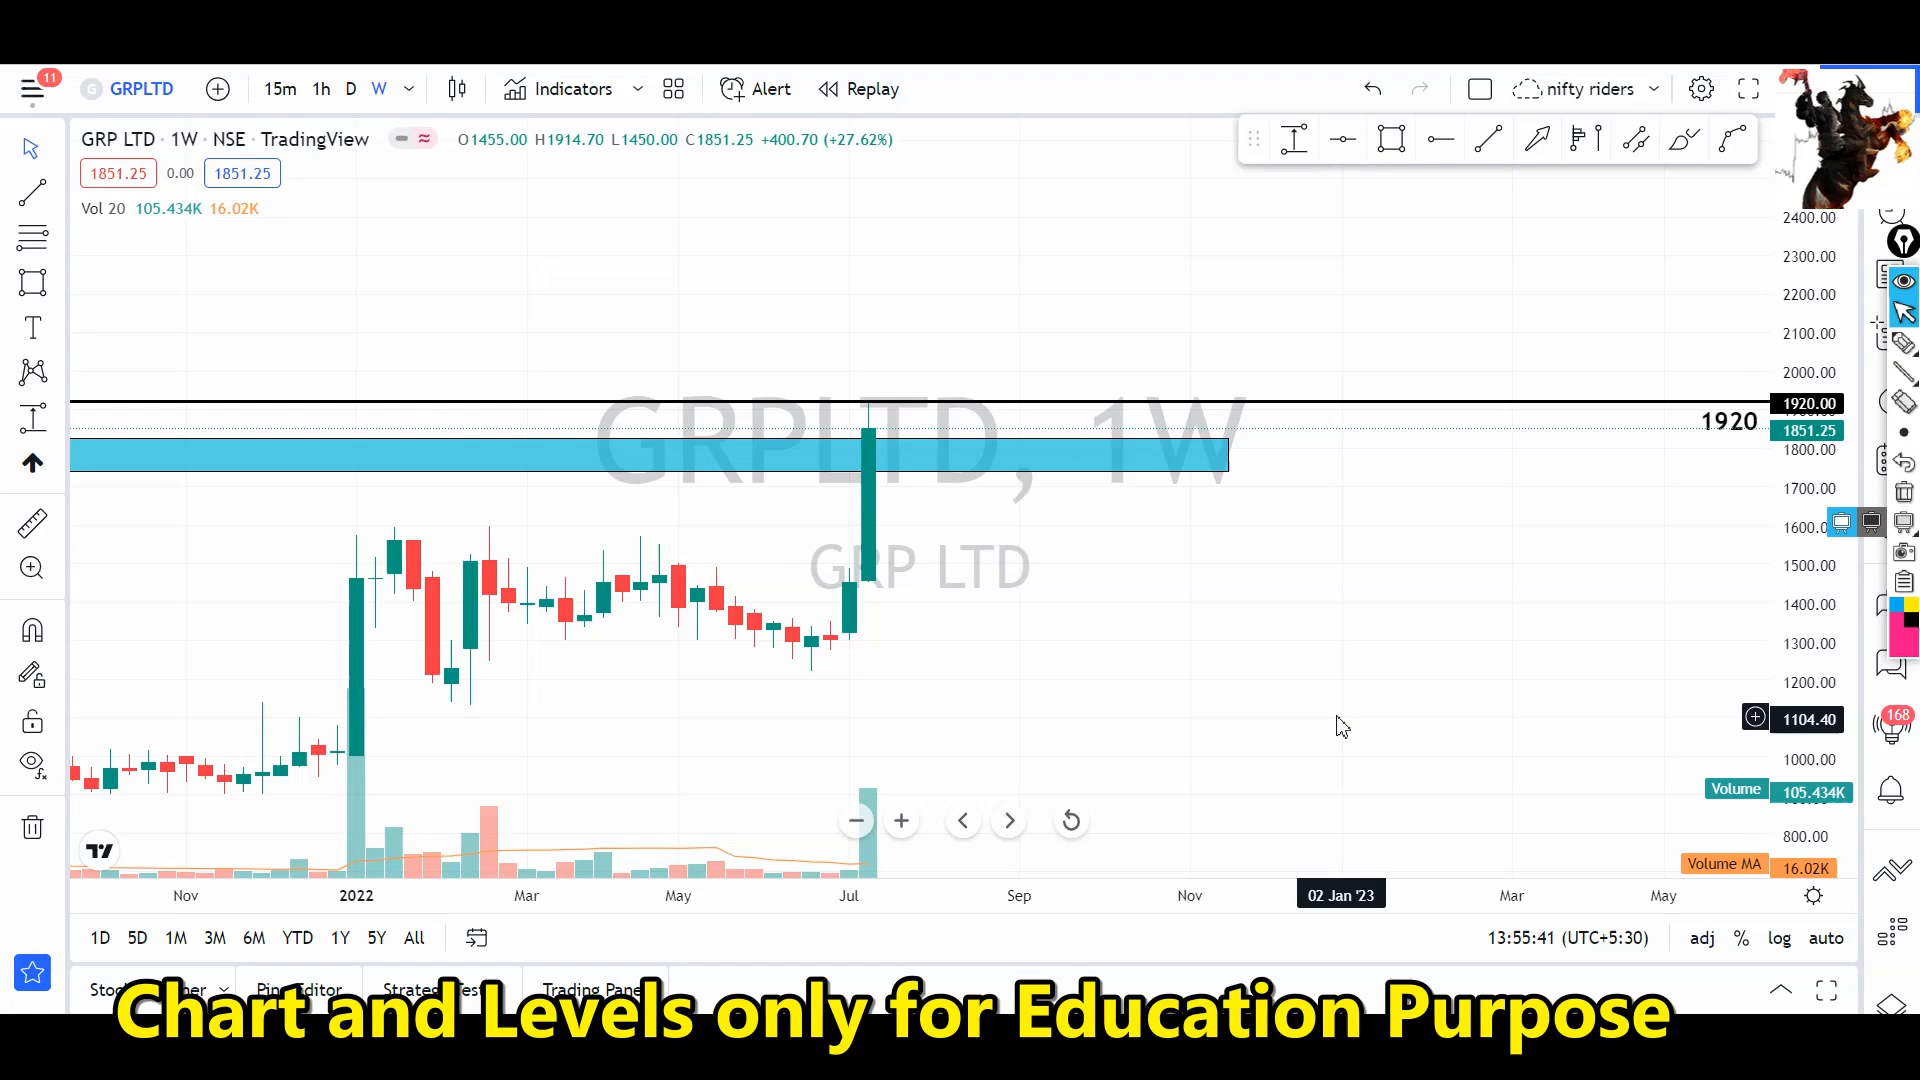 11
G GRPLTD 15m 1h D W Indicators Alert Replay nifty riders
GRP LTD · 1W · NSE · TradingView O1455.00 H1914.70 L1450.00 C1851.25 +400.70 (+27.62%)
1851.25 0.00 1851.25
Vol 20 105.434K 16.02K
2400.00
2300.00
2200.00
2100.00
2000.00
1920.00
1920
1851.25
GRPLTD, 1W
1800.00
1700.00
1600.0
GRP LTD
1500.00
1400.00
1300.00
1200.00
168
1104.40
1000.00
Volume 105.434K
800.00
Volume MA 16.02K
Nov 2022 Mar May Jul Sep Nov 02 Jan '23 Mar May
1D 5D 1M 3M 6M YTD 1Y 5Y All 13:55:41 (UTC+5:30) adj % log auto
Chart and Levels only for Education Purpose